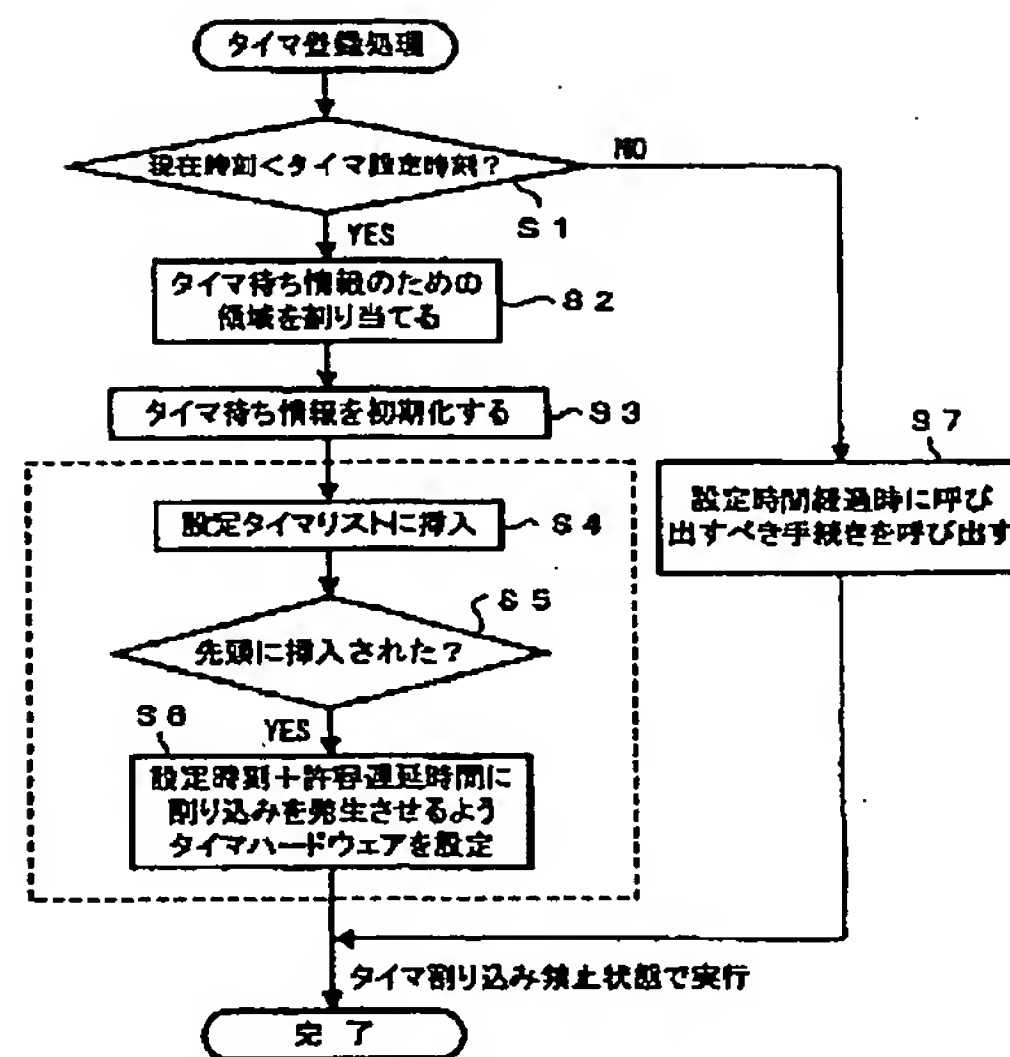 タイマ登録処理
現在時刻<タイマ設定時刻?
NO
S1
YES
タイマ待ち情報のための
領域を割り当てる
S2
タイマ待ち情報を初期化する
S3
S7
設定時間経過時に呼び
出すべき手続きを呼び出す
設定タイマリストに挿入
S4
S5
先頭に挿入された?
S6
YES
設定時刻+許容遅延時間に
割り込みを発生させるよう
タイマハードウェアを設定
タイマ割り込み禁止状態で実行
完了